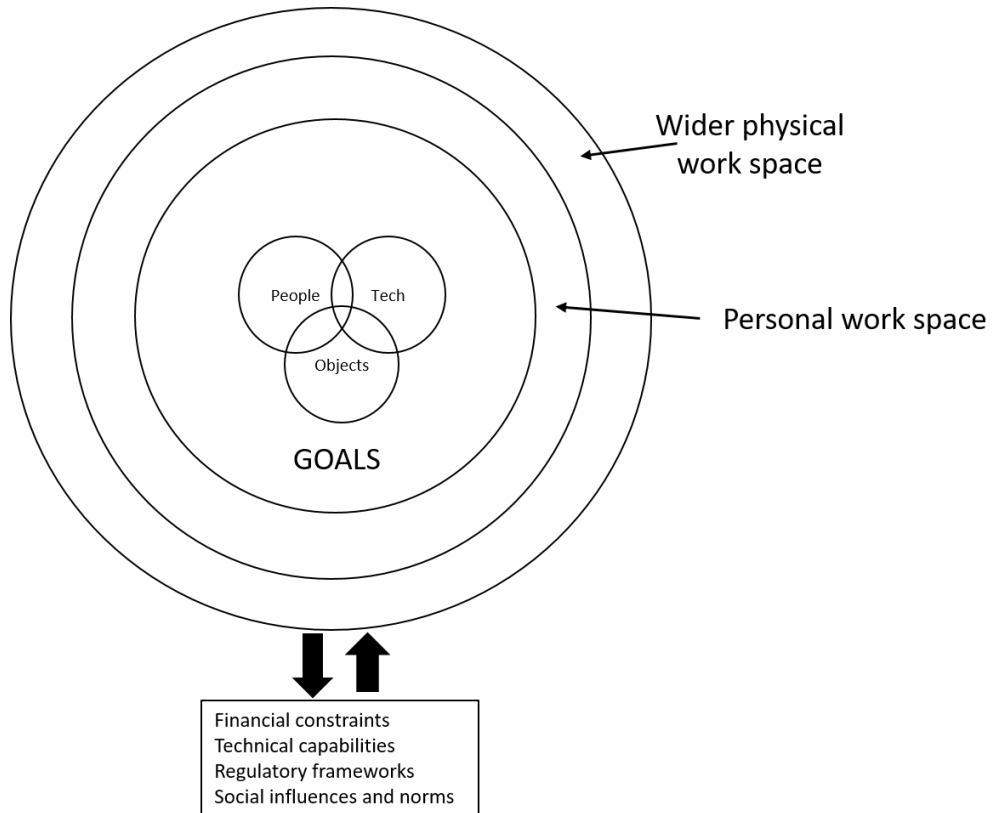 Wider physical
work space
People
Tech
Personal work space
Objects
GOALS
Financial constraints
Technical capabilities
Regulatory frameworks
Social influences and norms